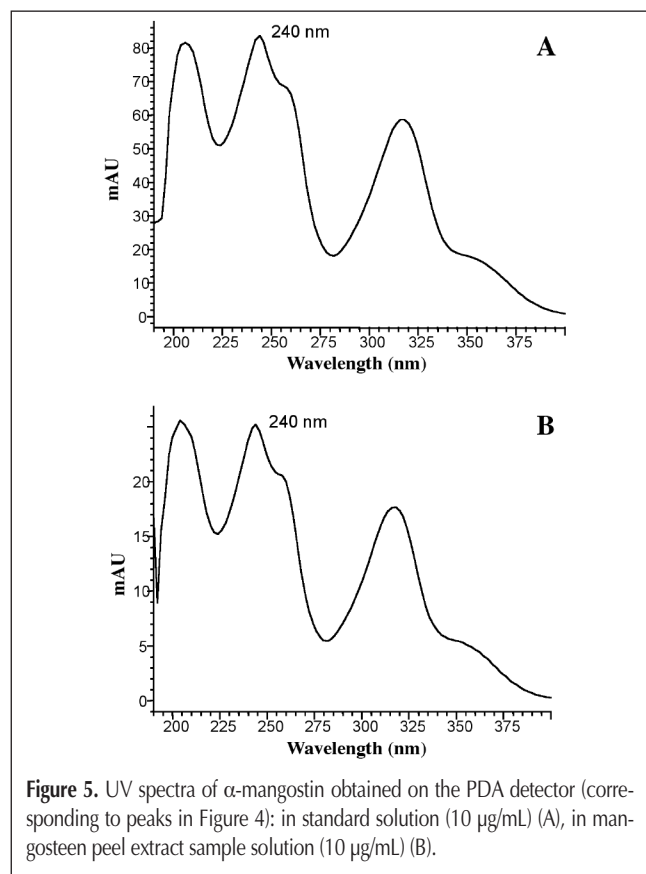 240 nm
A
80
70
60
50
40
30
20
10
0
mAU
200 225 250 275 300 325 350 375
Wavelength (nm)
240 nm
B
20
15
10
5
0
mAU
200 225 250 275 300 325 350 375
Wavelength (nm)
Figure 5. UV spectra of α-mangostin obtained on the PDA detector (corre-
sponding to peaks in Figure 4): in standard solution (10 µg/mL) (A), in man-
gosteen peel extract sample solution (10 µg/mL) (B).